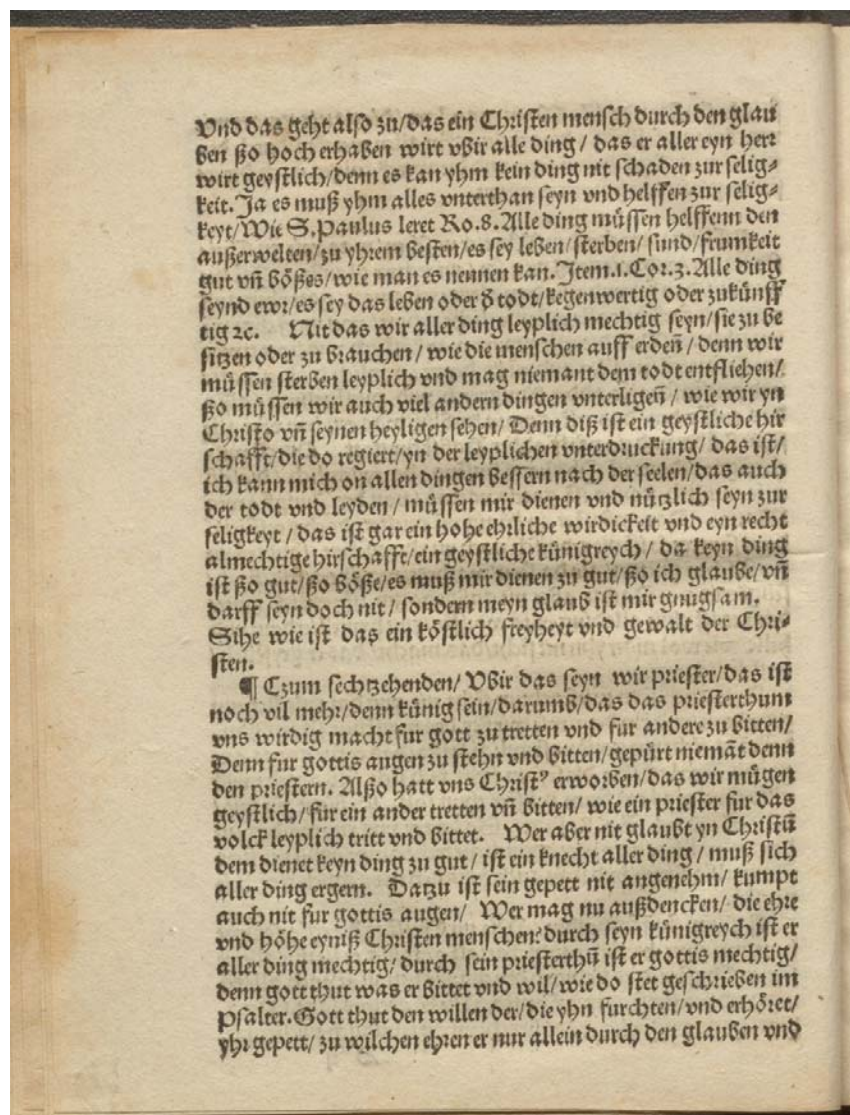 Vnd das geht also zu/das ein Christen mensch durch den glau
ben ßo hoch erhaben wirt vbir alle ding / das er aller eyn herr
wirt geystlich/denn es kan yhm kein ding nit schaden zur selig⸗
keit. Ja es muß yhm alles vnterthan seyn vnd helffen zur selig⸗
keyt/Wie S. Paulus leret Ro. 8. Alle ding müssen helffenn den
außerwelten/zu yhrem besten/es sey leben/sterben/ sund/frumkeit
gut vñ bößes/wie man es nennen kan. Item. 1. Cor. 3. Alle ding
seynd ewr/es sey das leben oder d̕ todt/kegenwertig oder zukünff
tig ꝛc. Nit das wir aller ding leyplich mechtig seyn/sie zu be
sitzen oder zu brauchen / wie die menschen auff erdeñ / denn wir
müssen sterben leyplich vnd mag niemant dem todt entfliehen/
ßo müssen wir auch viel andern dingen vnterligeñ / wie wir yn
Christo vñ seynen heyligen sehen/ Denn diß ist ein geystliche hir
schafft/die do regiert/yn der leyplichen vnterdruckung/ das ist/
ich kann mich on allen dingen bessern nach der seelen/das auch
der todt vnd leyden / müssen mir dienen vnd nützlich seyn zur
seligkeyt / das ist gar ein hohe ehrliche wirdickeit vnd eyn recht
almechtige hirschafft/ein geystliche künigreych / da keyn ding
ist ßo gut/ßo böße/es muß mir dienen zu gut/ßo ich glaube/vñ
darff seyn doch nit / sondern meyn glaub ist mir gnugsam.
Sihe wie ist das ein köstlich freyheyt vnd gewalt der Chri⸗
sten.
¶ Czum sechtzehenden/ Vbir das seyn wir priester/das ist
noch vil mehr/denn künig sein/darumb/das das priesterthum
vns wirdig macht fur gott zu tretten vnd fur andere zu bitten/
Denn fur gottis augen zu stehn vnd bitten/gepürt niemãt denn
den priestern. Alßo hatt vns Christ⁹ erworben/das wir mügen
geystlich/fur ein ander tretten vñ bitten/ wie ein priester fur das
volck leyplich tritt vnd bittet. Wer aber nit glaubt yn Christũ
dem dienet keyn ding zu gut / ist ein knecht aller ding / muß sich
aller ding ergern. Datzu ist sein gepett nit angenehm/ kumpt
auch nit fur gottis augen/ Wer mag nu außdencken/ die ehre
vnd höhe eyniß Christen menschen? durch seyn künigreych ist er
aller ding mechtig/ durch sein priesterthũ ist er gottis mechtig/
denn gott thut was er bittet vnd wil/wie do stet geschrieben im
Psalter. Gott thut den willen der/die yhn furchten/vnd erhöret/
yhr gepett/ zu wilchen ehren er nur allein durch den glauben vnd